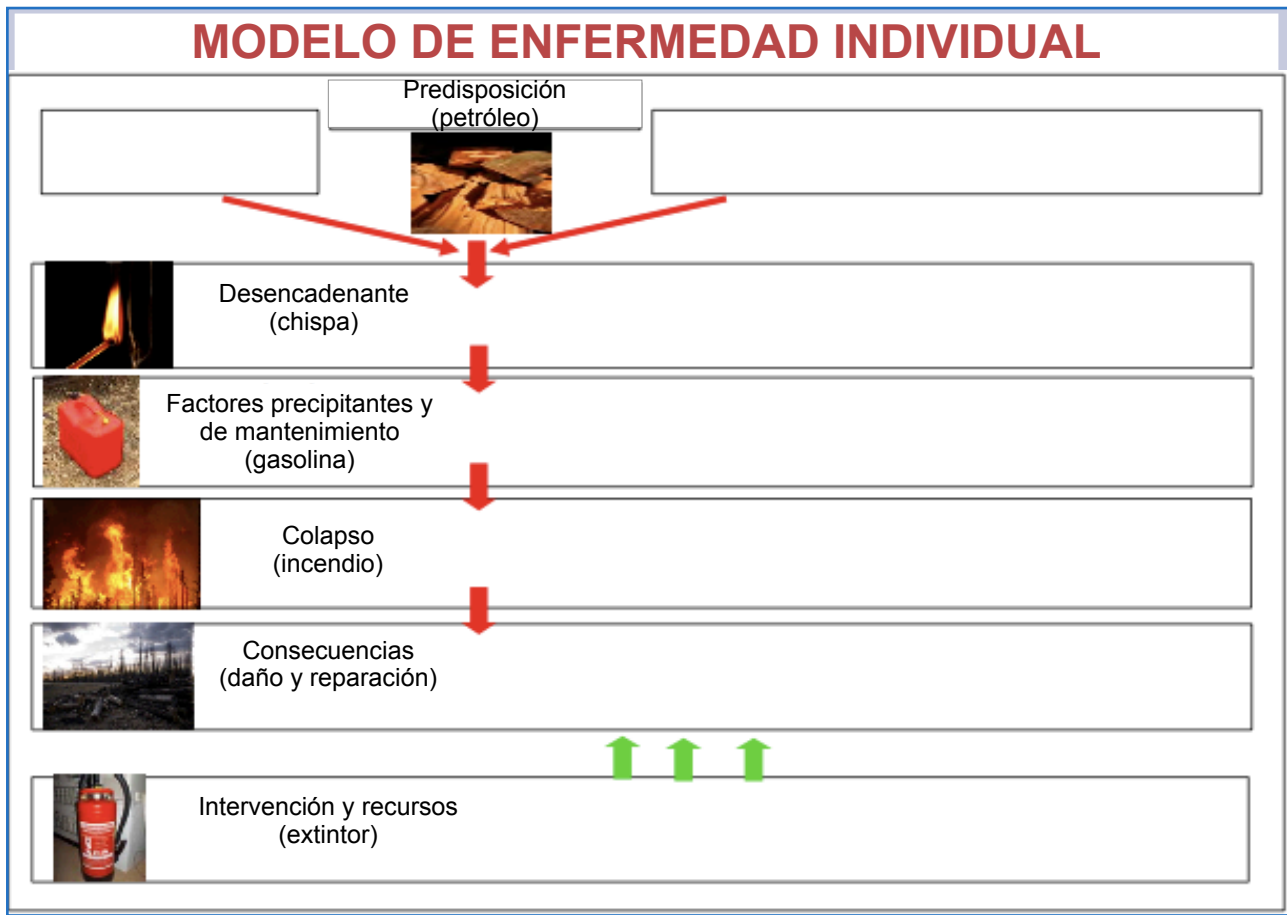 MODELO DE ENFERMEDAD INDIVIDUAL
Predisposición
(petróleo)
Desencadenante
(chispa)
Factores precipitantes y
de mantenimiento
(gasolina)
Colapso
(incendio)
Consecuencias
(daño y reparación)
Intervención y recursos
(extintor)